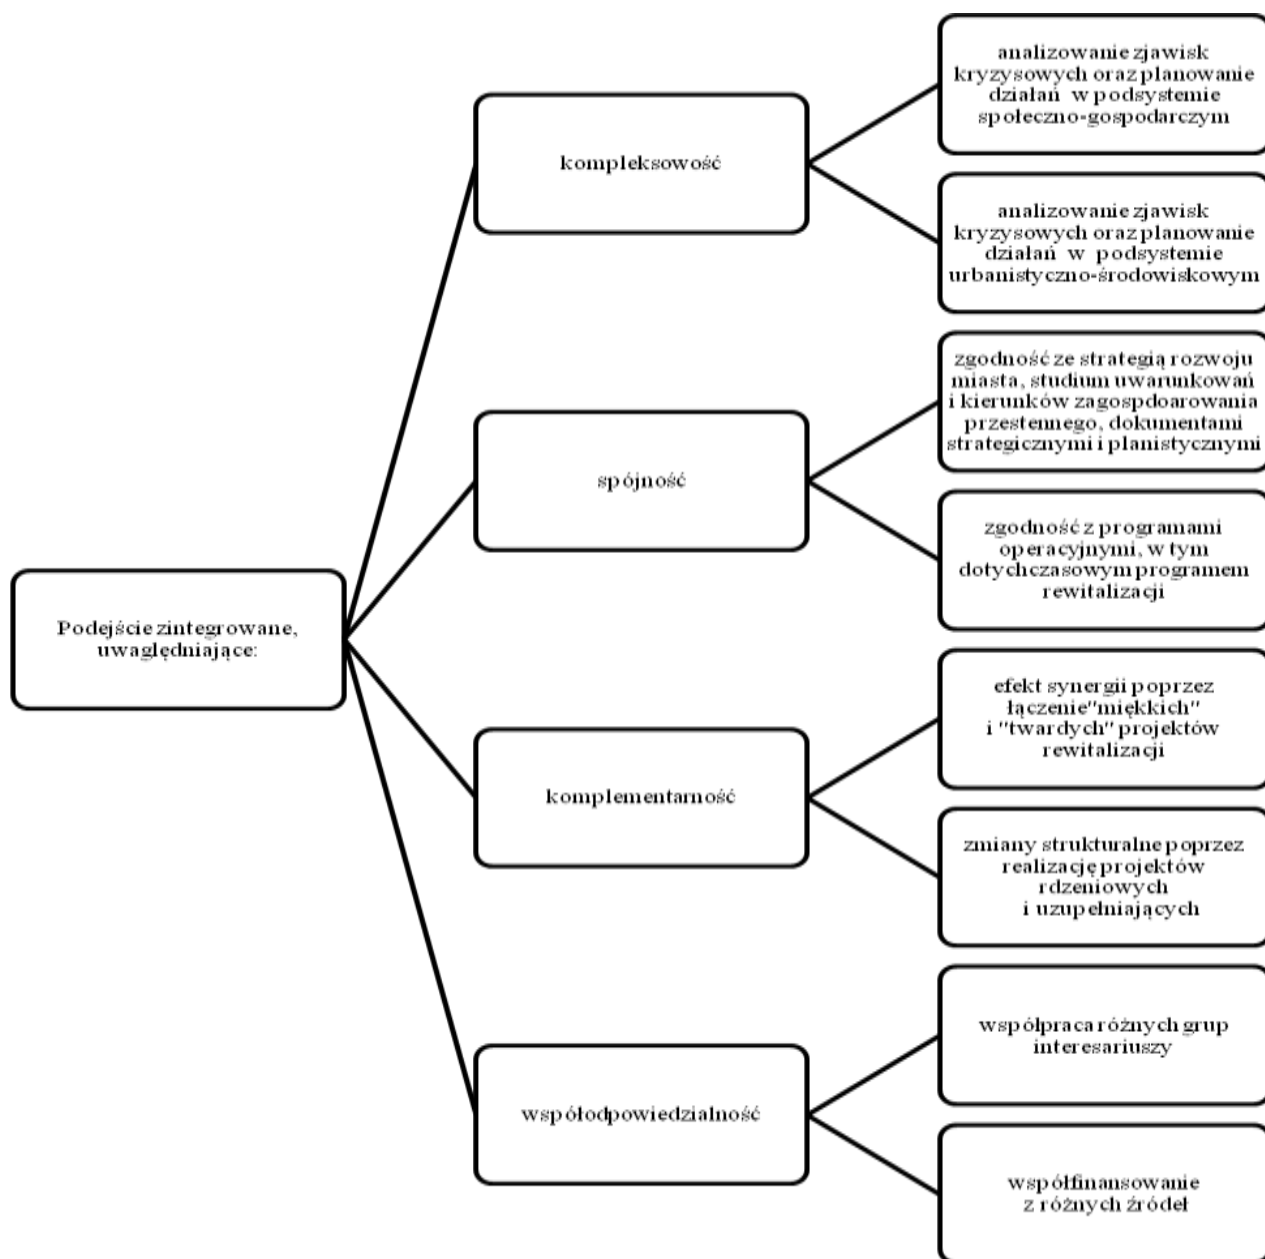 Podejście zintegrowane,
uwaględniające:
kompleksowość
analizowanie zjawisk
kryzysowych oraz planowanie
działań w podsystemie
społeczno-gospodarczym
analizowanie zjawisk
kryzysowych oraz planowanie
działań w podsystemie
urbanistyczno-środowiskowym
spójność
zgodność ze strategią rozwoju
miasta, studium uwarunkowań
i kierunków zagospdoarowania
przestennego, dokumentami
strategicznymi i planistycznymi
zgodność z programami
operacyjnymi, w tym
dotychczasowym programem
rewitalizacji
komplementarność
efekt synergii poprzez
łączenie"miękkich"
i "twardych" projektów
rewitalizacji
zmiany strukturalne poprzez
realizację projektów
rdzeniowych
i uzupełniających
współodpowiedzialność
współpraca różnych grup
interesariuszy
współfinansowanie
z różnych źródeł